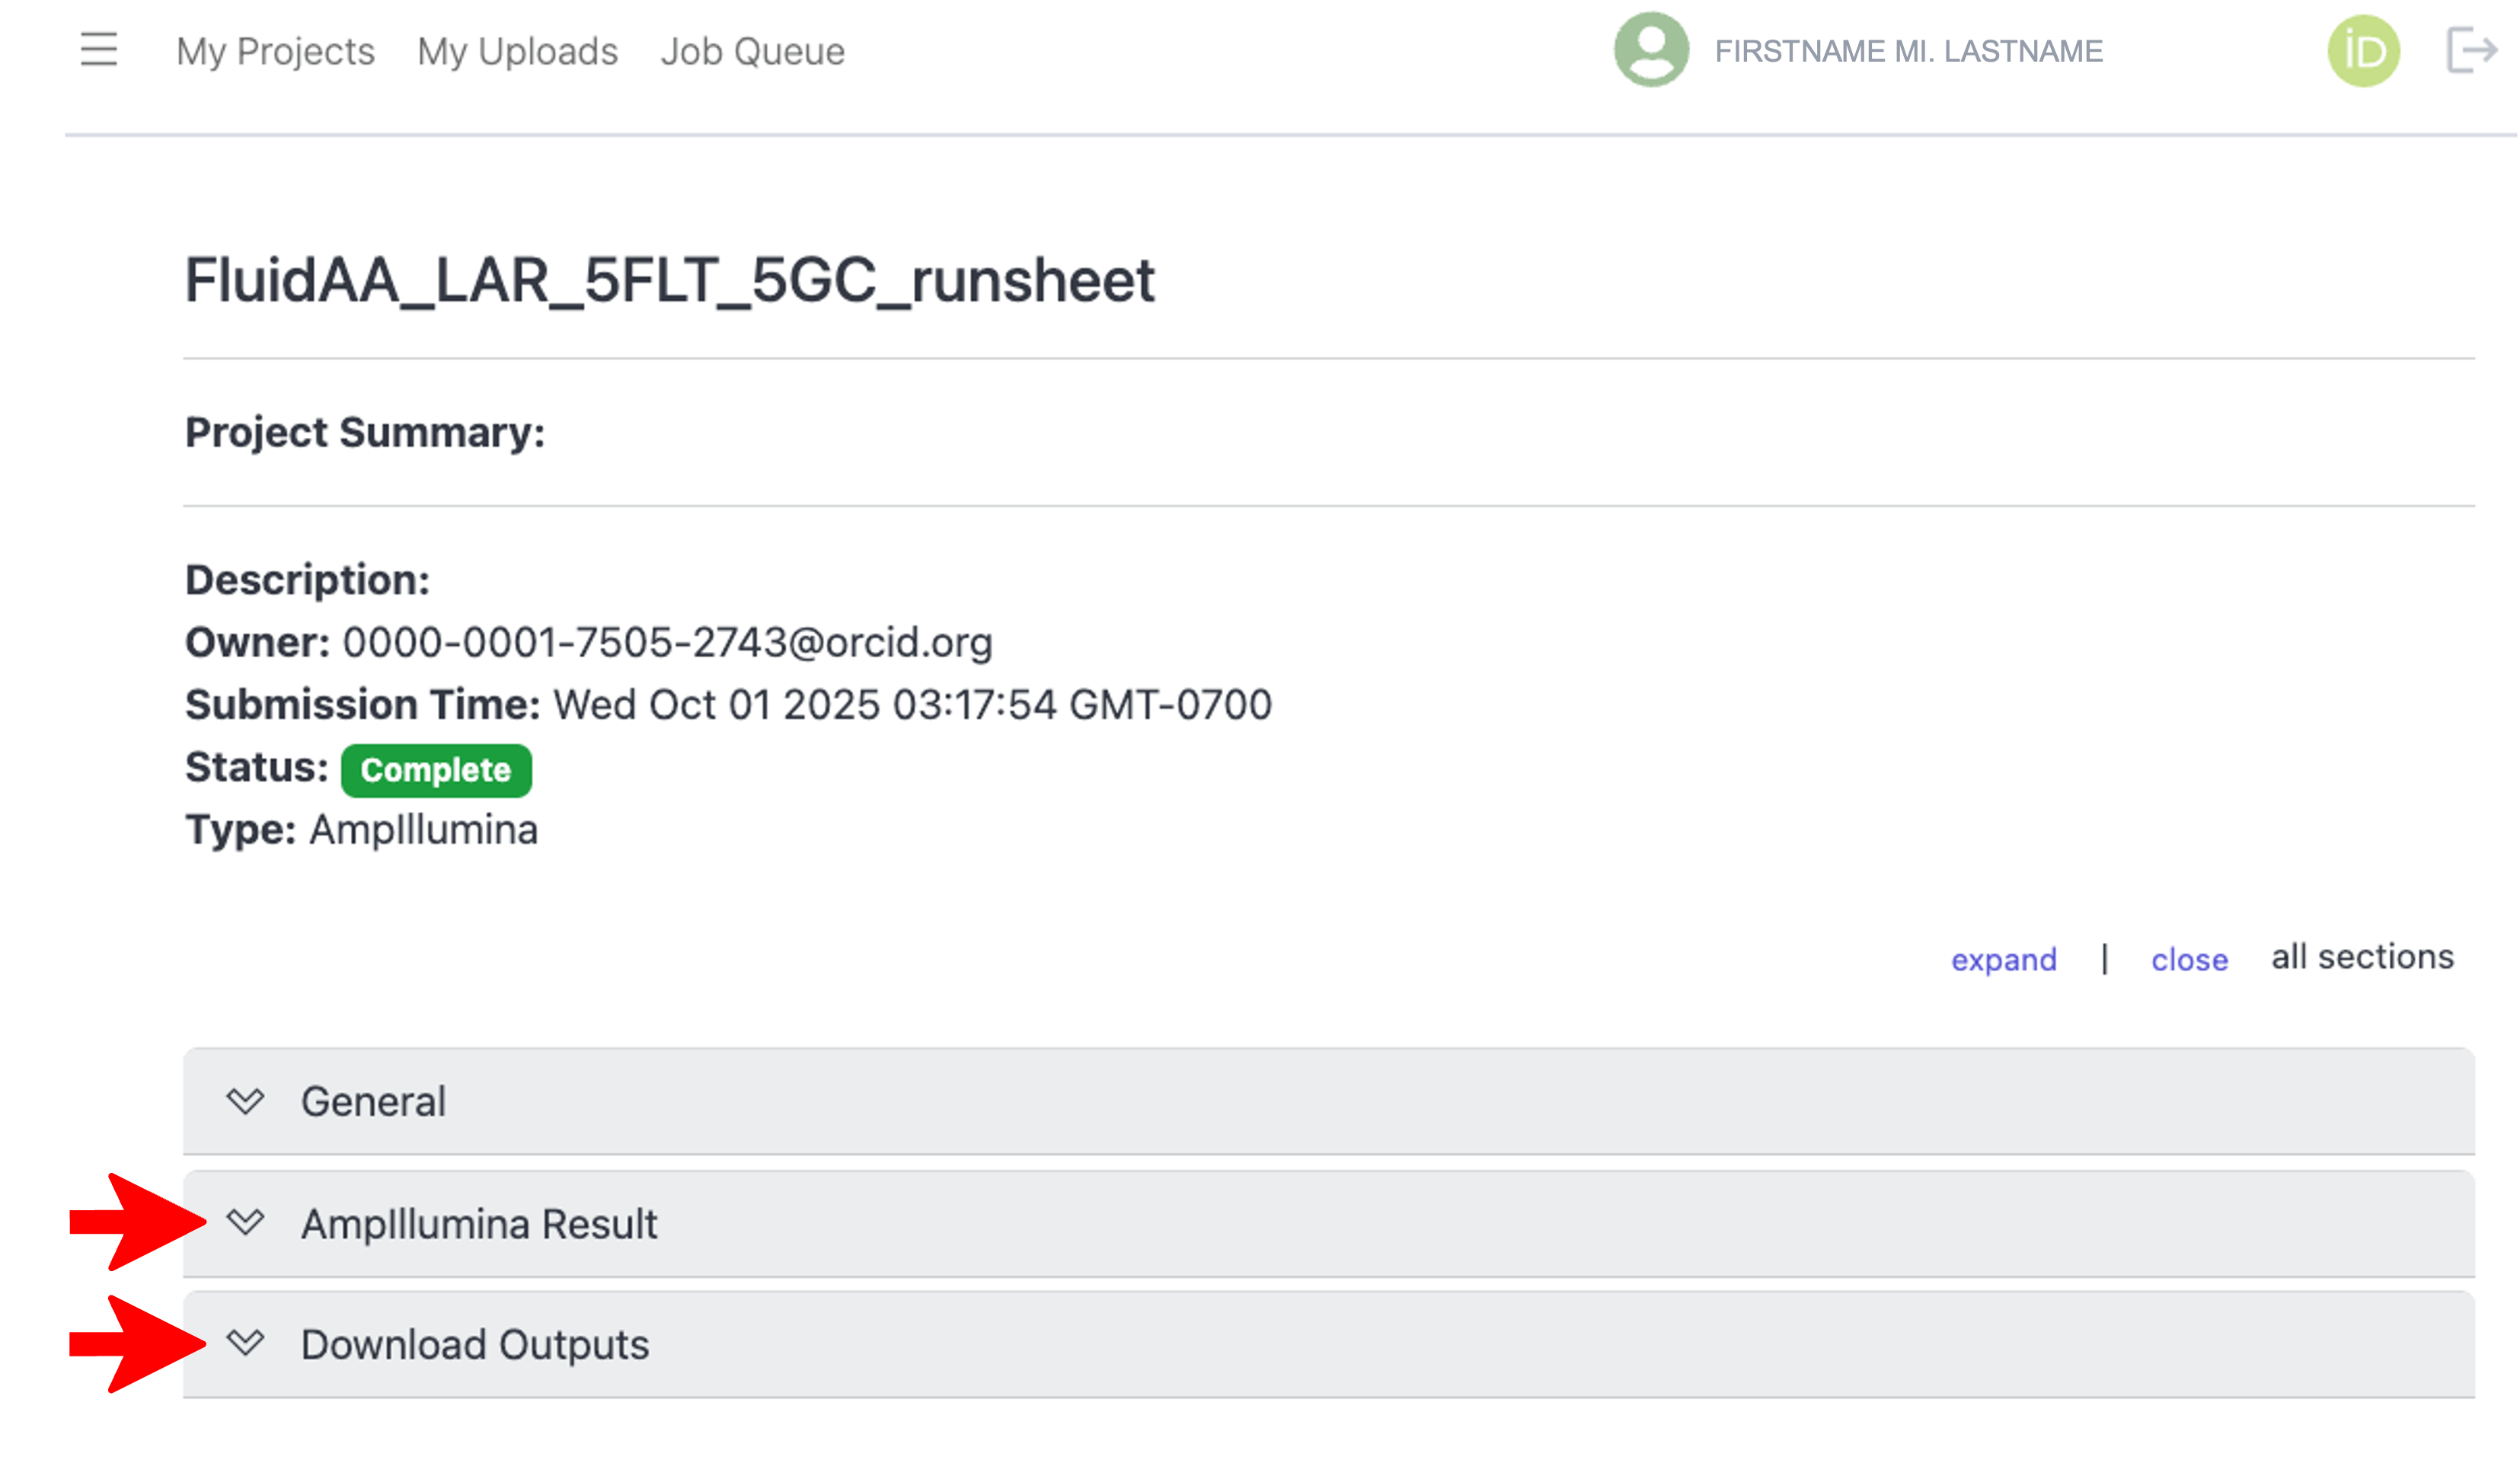 My Projects My Uploads Job Queue FIRSTNAME MI. LASTNAME iD
FluidAA_LAR_5FLT_5GC_runsheet
Project Summary:
Description:
Owner: 0000-0001-7505-2743@orcid.org
Submission Time: Wed Oct 01 2025 03:17:54 GMT-0700
Status: Complete
Type: AmpIllumina
expand | close all sections
General
AmpIllumina Result
Download Outputs